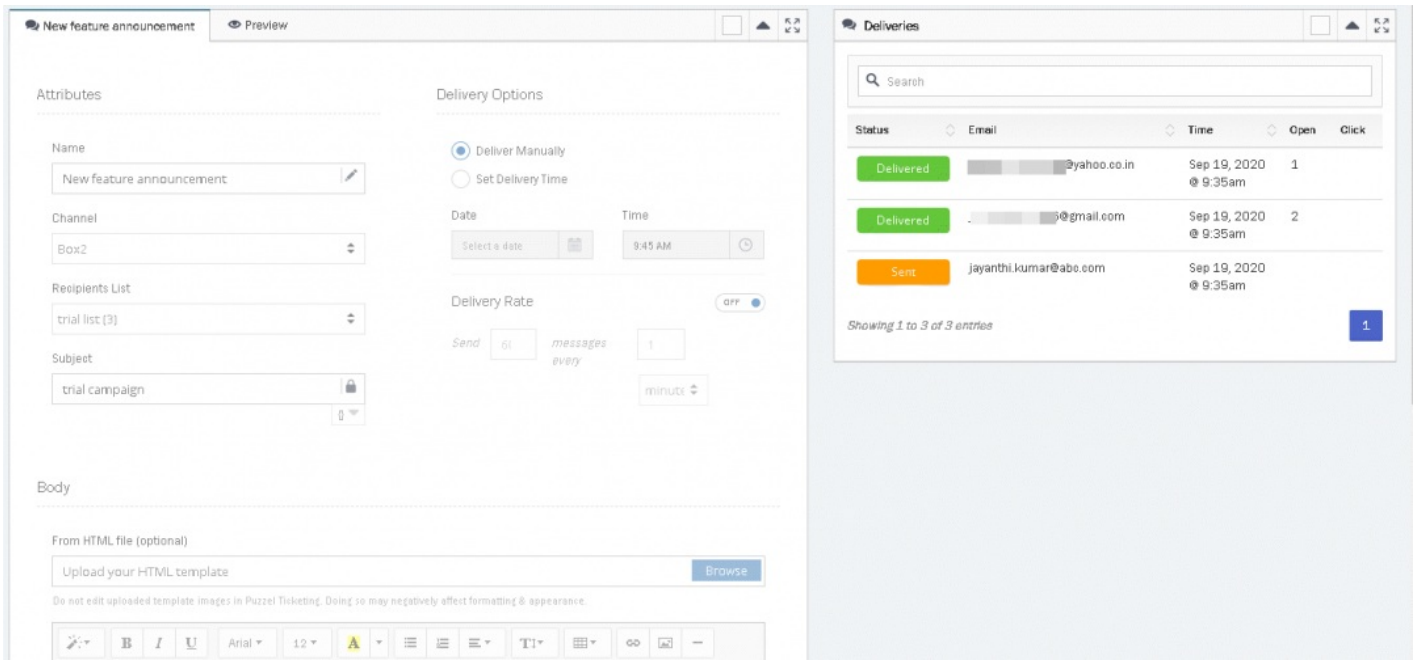 New feature announcement
Preview
Attributes
Name
New feature announcement
Channel
Box2
Recipients List
trial list (3)
Subject
trial campaign
{}
Delivery Options
Deliver Manually
Set Delivery Time
Date
Time
Select a date
9:45 AM
Delivery Rate
OFF
Send 60 messages every 1
minute
Body
From HTML file (optional)
Upload your HTML template
Browse
Do not edit uploaded template images in Puzzel Ticketing. Doing so may negatively affect formatting & appearance.
B I U Arial 12 A
Deliveries
Search
Status Email Time Open Click
Delivered @yahoo.co.in Sep 19, 2020 @ 9:35am 1
Delivered @gmail.com Sep 19, 2020 @ 9:35am 2
Sent jayanthi.kumar@abc.com Sep 19, 2020 @ 9:35am
Showing 1 to 3 of 3 entries
1